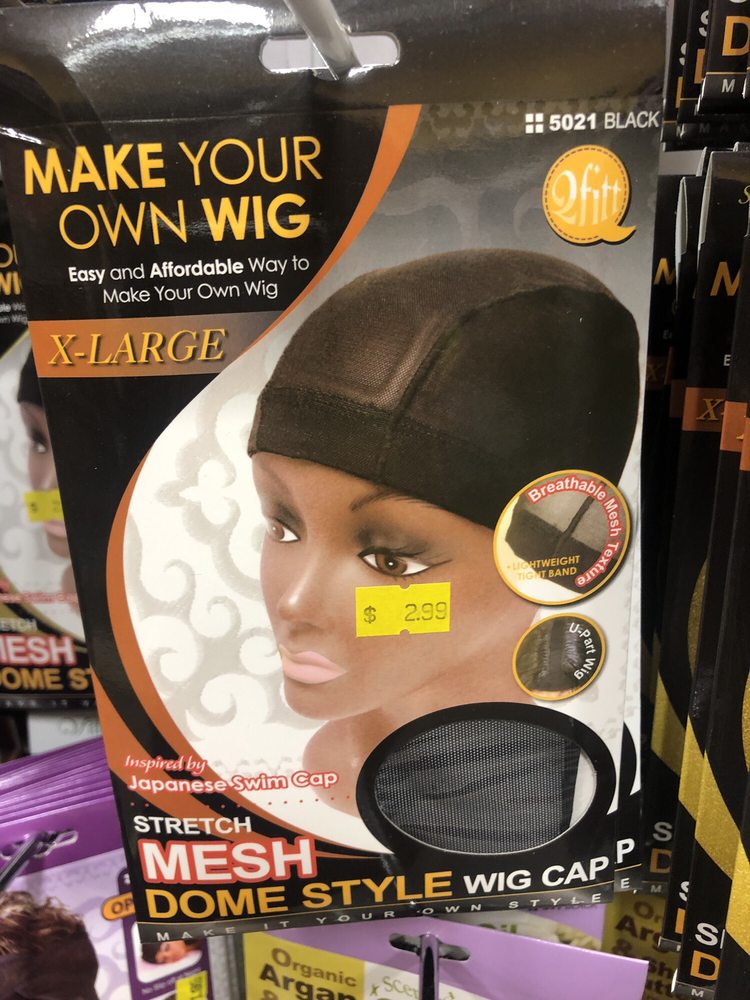 5021 BLACK
Qfitt
MAKE YOUR
OWN WIG
Easy and Affordable Way to
Make Your Own Wig
X-LARGE
Breathable Mesh Texture
• LIGHTWEIGHT
TIGHT BAND
$ 2.99
U-Part Wig
Inspired by
Japanese Swim Cap
STRETCH
MESH
DOME STYLE WIG CAP
MAKE IT YOUR OWN STYLE
Organic